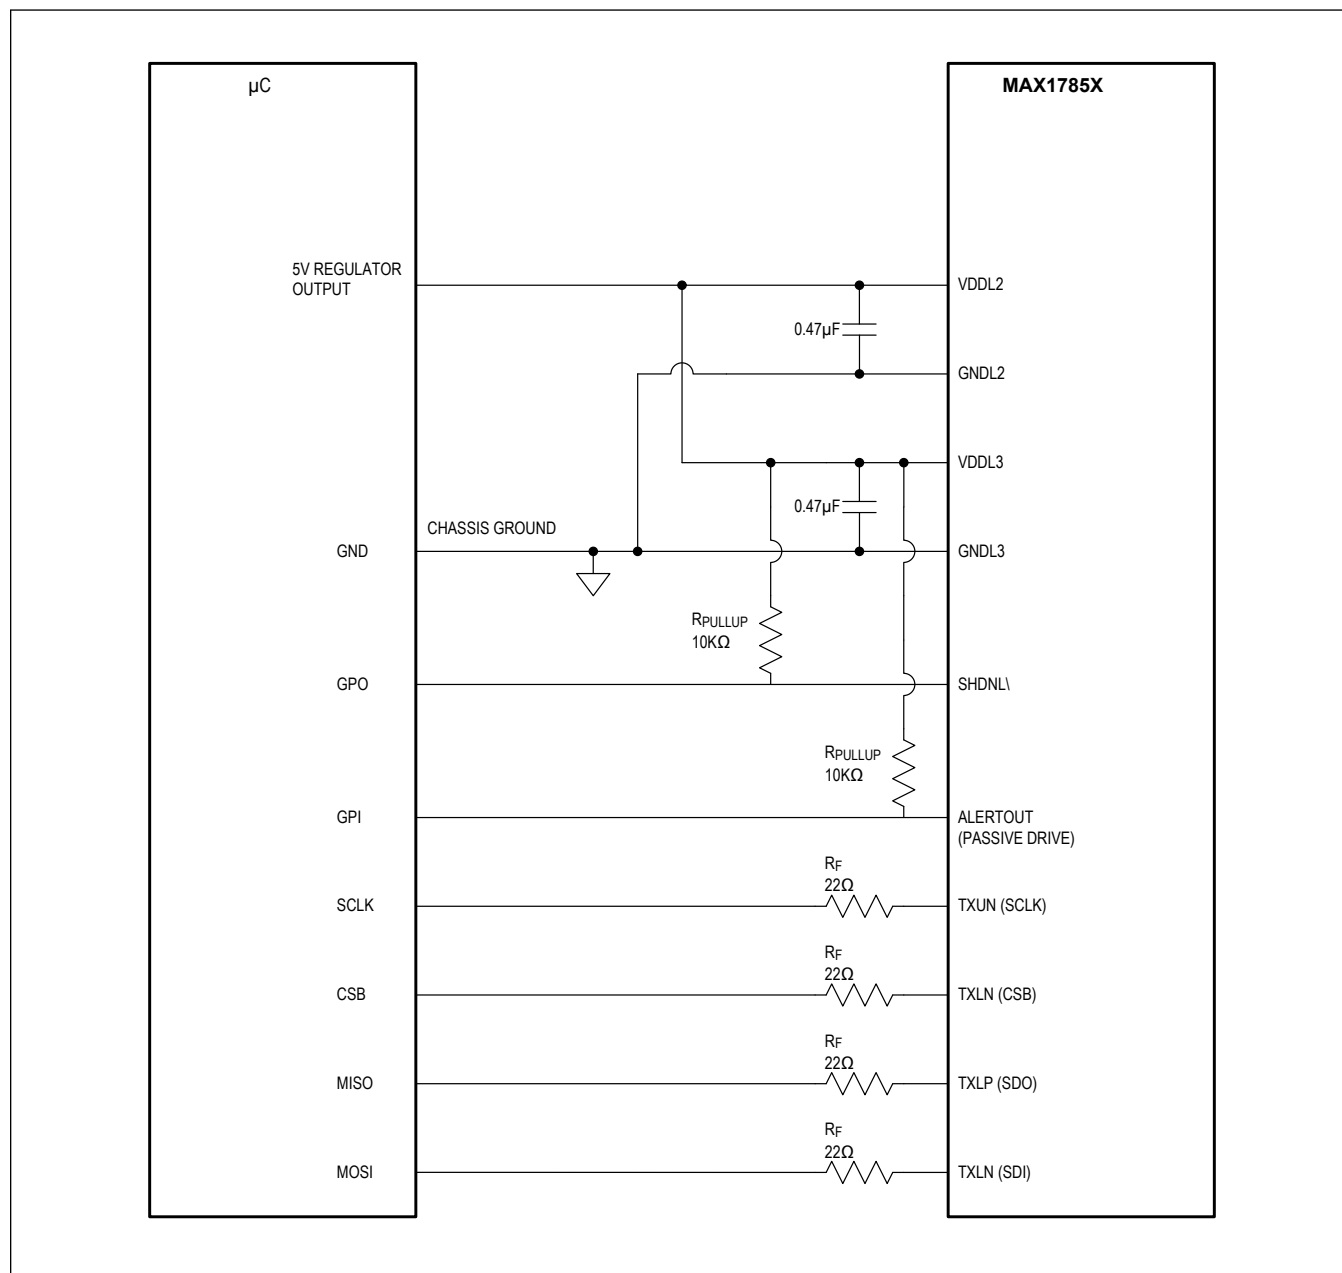 µC
MAX1785X
5V REGULATOR
OUTPUT
VDDL2
0.47µF
GNDL2
VDDL3
0.47µF
CHASSIS GROUND
GND
GNDL3
RPULLUP
10KΩ
GPO
SHDNL\
RPULLUP
10KΩ
GPI
ALERTOUT
(PASSIVE DRIVE)
RF
22Ω
SCLK
TXUN (SCLK)
RF
22Ω
CSB
TXLN (CSB)
RF
22Ω
MISO
TXLP (SDO)
RF
22Ω
MOSI
TXLN (SDI)